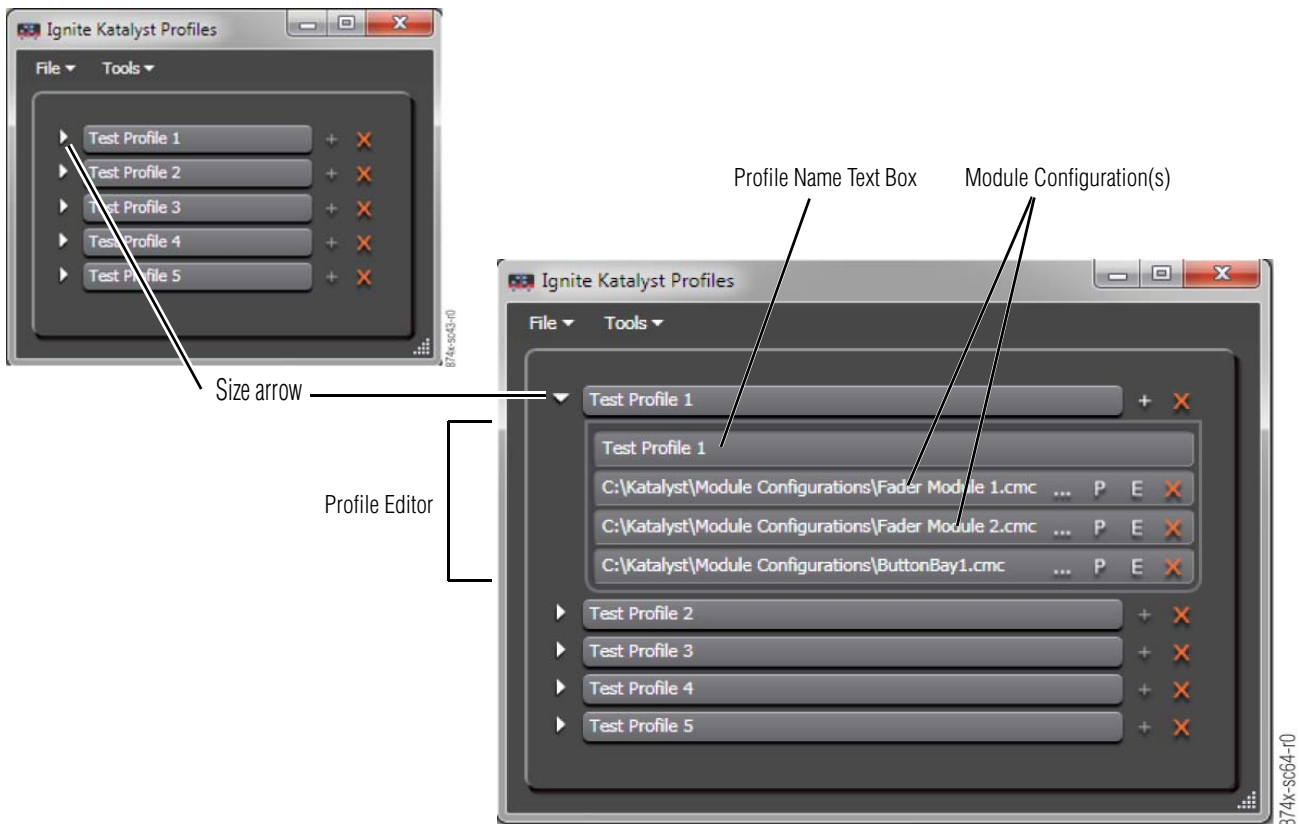 Ignite Katalyst Profiles
File Tools
Test Profile 1 + X
Test Profile 2 + X
Test Profile 3 + X
Test Profile 4 + X
Test Profile 5 + X
874x-sc43-r0
Size arrow
Profile Name Text Box
Module Configuration(s)
Profile Editor
Ignite Katalyst Profiles
File Tools
Test Profile 1 + X
Test Profile 1
C:\Katalyst\Module Configurations\Fader Module 1.cmc ... P E X
C:\Katalyst\Module Configurations\Fader Module 2.cmc ... P E X
C:\Katalyst\Module Configurations\ButtonBay1.cmc ... P E X
Test Profile 2 + X
Test Profile 3 + X
Test Profile 4 + X
Test Profile 5 + X
874x-sc64-r0